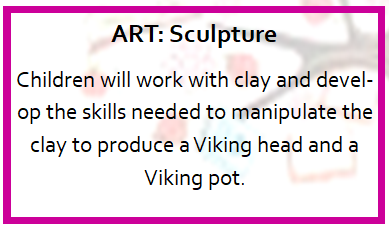 ART: Sculpture
Children will work with clay and devel-
op the skills needed to manipulate the
clay to produce a Viking head and a
Viking pot.